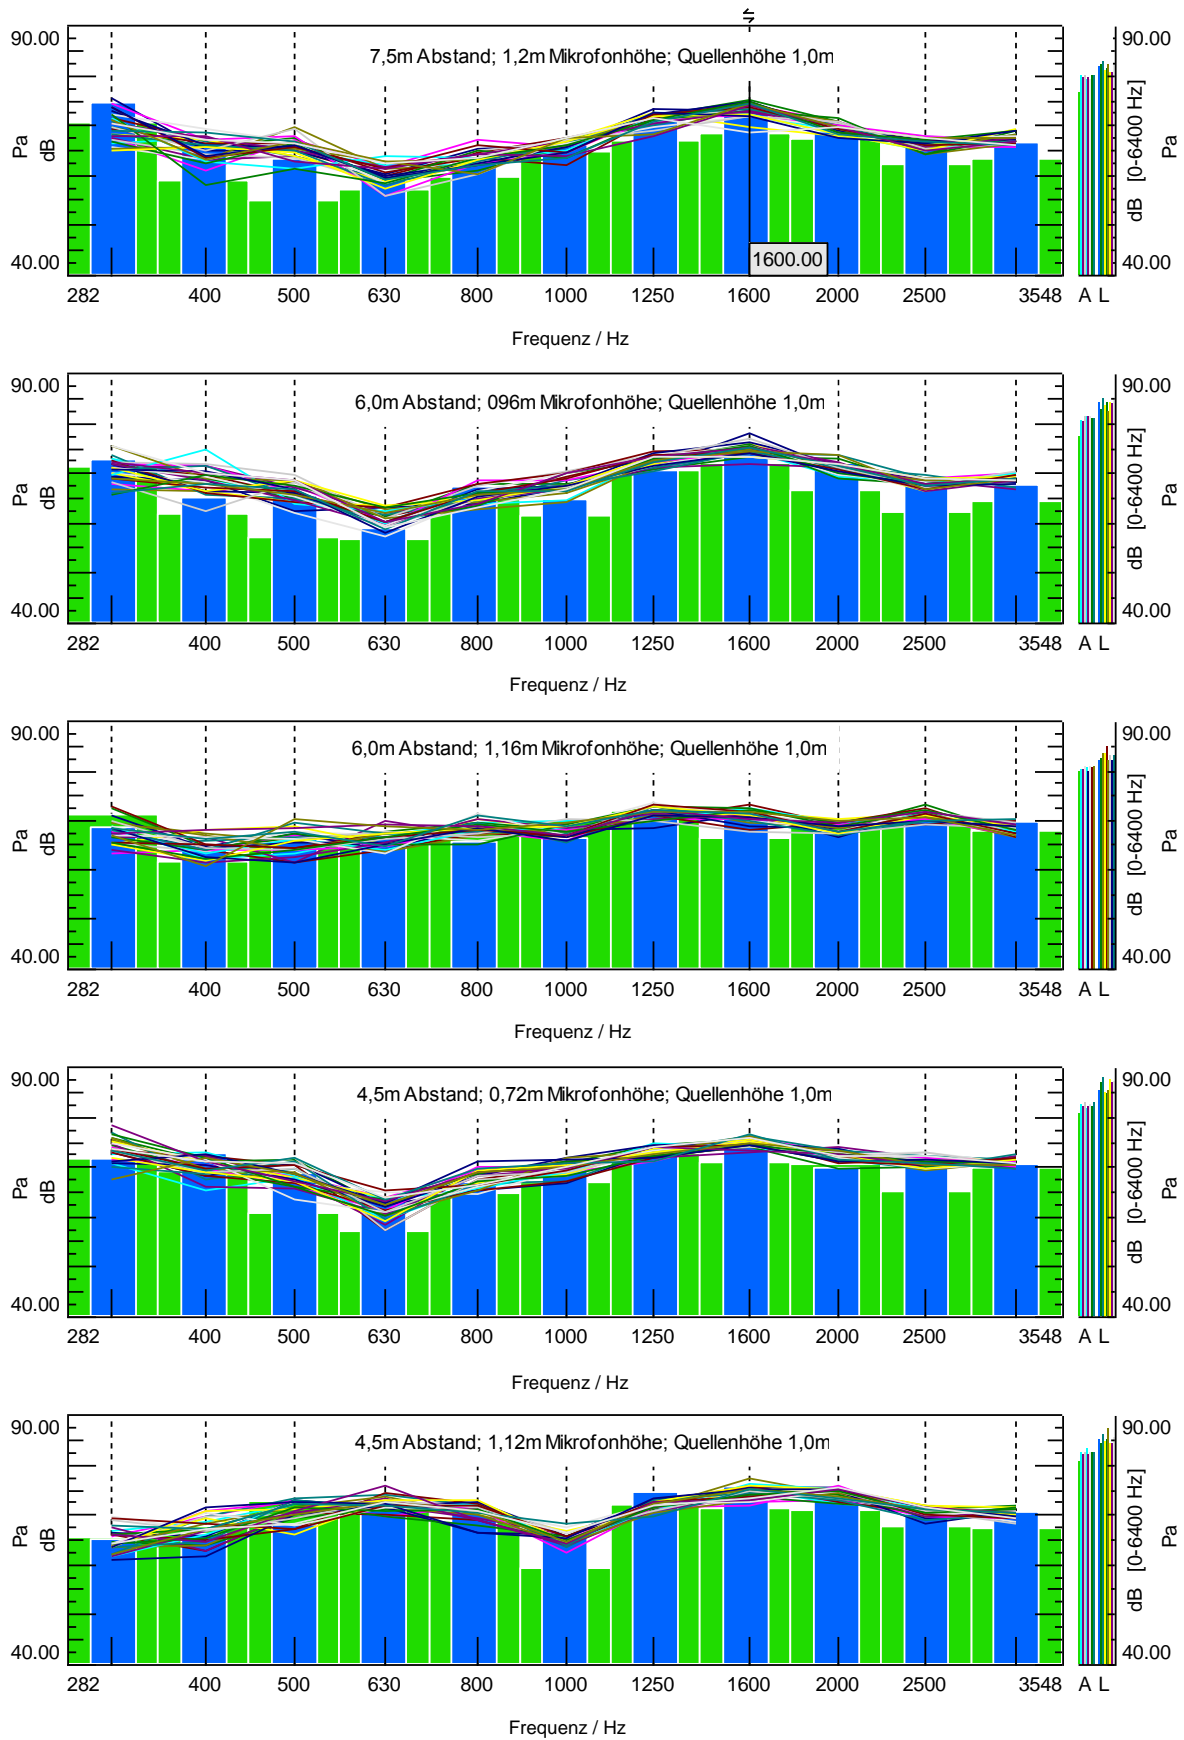 90.00
7,5m Abstand; 1,2m Mikrofonhöhe; Quellenhöhe 1,0m
90.00
Pa
dB
dB [0-6400 Hz]
Pa
1600.00
40.00
40.00
282 400 500 630 800 1000 1250 1600 2000 2500 3548 A L
Frequenz / Hz
90.00
6,0m Abstand; 096m Mikrofonhöhe; Quellenhöhe 1,0m
90.00
Pa
dB
dB [0-6400 Hz]
Pa
40.00
40.00
282 400 500 630 800 1000 1250 1600 2000 2500 3548 A L
Frequenz / Hz
90.00
6,0m Abstand; 1,16m Mikrofonhöhe; Quellenhöhe 1,0m
90.00
Pa
dB
dB [0-6400 Hz]
Pa
40.00
40.00
282 400 500 630 800 1000 1250 1600 2000 2500 3548 A L
Frequenz / Hz
90.00
4,5m Abstand; 0,72m Mikrofonhöhe; Quellenhöhe 1,0m
90.00
Pa
dB
dB [0-6400 Hz]
Pa
40.00
40.00
282 400 500 630 800 1000 1250 1600 2000 2500 3548 A L
Frequenz / Hz
90.00
4,5m Abstand; 1,12m Mikrofonhöhe; Quellenhöhe 1,0m
90.00
Pa
dB
dB [0-6400 Hz]
Pa
40.00
40.00
282 400 500 630 800 1000 1250 1600 2000 2500 3548 A L
Frequenz / Hz